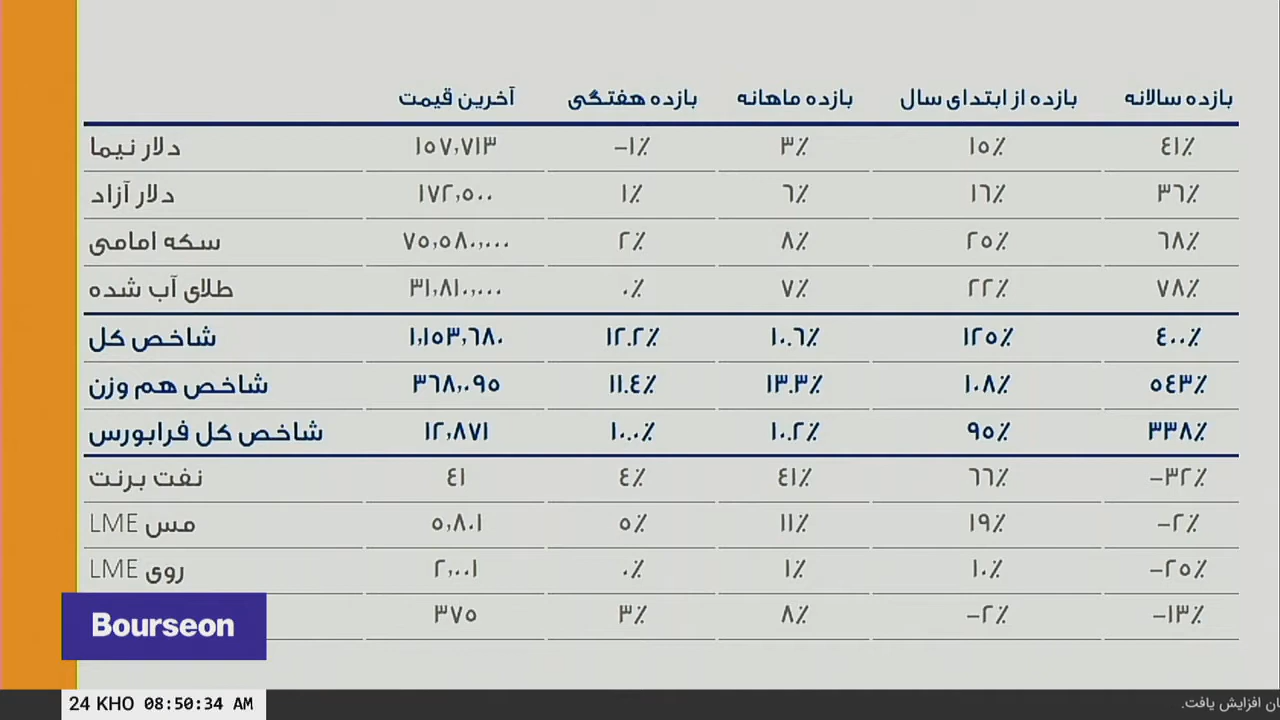 آخرین قیمت بازده هفتگی بازده ماهانه بازده از ابتدای سال بازده سالانه
دلار نیما ۱۵۷,۷۱۳ -۱٪ ۳٪ ۱۵٪ ۴۱٪
دلار آزاد ۱۷۲,۵۰۰ ۱٪ ۶٪ ۱۶٪ ۳۶٪
سکه امامی ۷۵,۵۸۰,۰۰۰ ۲٪ ۸٪ ۲۵٪ ۶۸٪
طلای آب شده ۳۱,۸۱۰,۰۰۰ ۰٪ ۷٪ ۲۲٪ ۷۸٪
شاخص کل ۱,۱۵۳,۶۸۰ ۱۲.۲٪ ۱۰.۶٪ ۱۲۵٪ ۴۰۰٪
شاخص هم وزن ۳۶۸,۰۹۵ ۱۱.۴٪ ۱۳.۳٪ ۱۰۸٪ ۵۴۳٪
شاخص کل فرابورس ۱۲,۸۷۱ ۱۰.۰٪ ۱۰.۲٪ ۹۵٪ ۳۳۸٪
نفت برنت ۴۱ ۴٪ ۴۱٪ ۶۶٪ -۳۲٪
مس LME ۵,۸۰۱ ۵٪ ۱۱٪ ۱۹٪ -۲٪
روی LME ۲,۰۰۱ ۰٪ ۱٪ ۱۰٪ -۲۵٪
۳۷۵ ۳٪ ۸٪ -۲٪ -۱۳٪
Bourseon
24 KHO 08:50:34 AM
افزایش یافت.